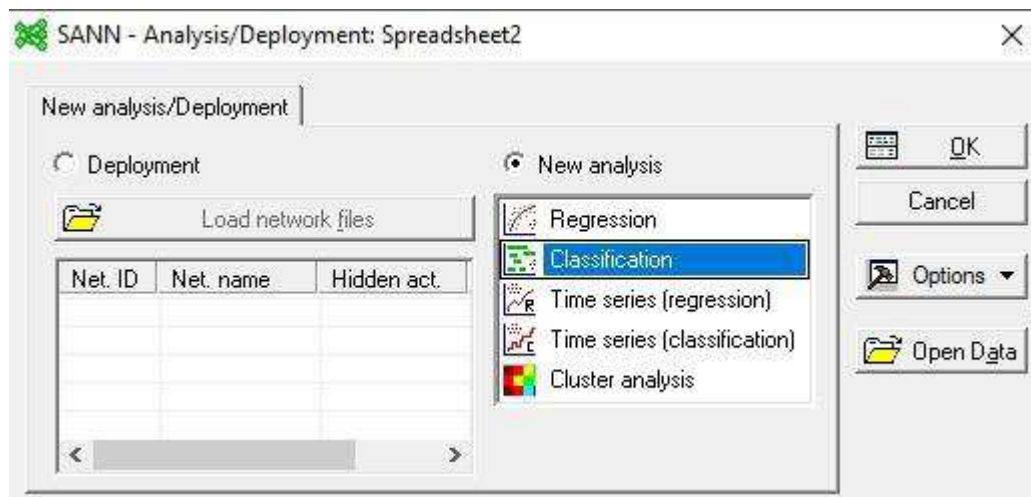 SANN - Analysis/Deployment: Spreadsheet2
New analysis/Deployment
Deployment
Load network files
Net. ID Net. name Hidden act.
New analysis
Regression
Classification
Time series (regression)
Time series (classification)
Cluster analysis
OK
Cancel
Options
Open Data